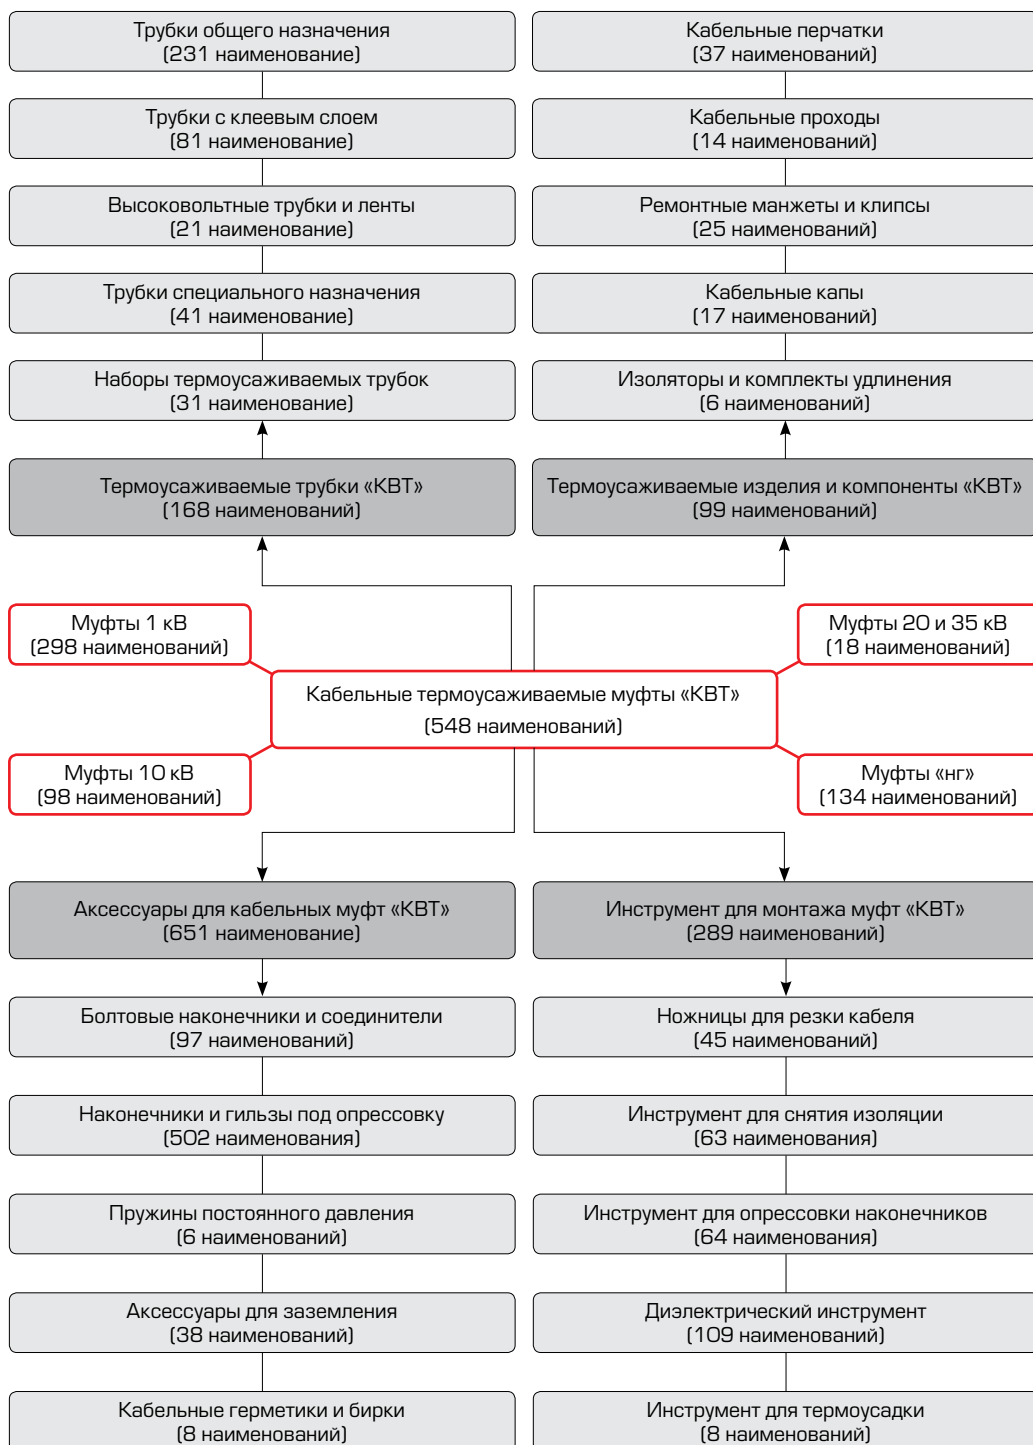 Трубки общего назначения
(231 наименование)
Кабельные перчатки
(37 наименований)
Трубки с клеевым слоем
(81 наименование)
Кабельные проходы
(14 наименований)
Высоковольтные трубки и ленты
(21 наименование)
Ремонтные манжеты и клипсы
(25 наименований)
Трубки специального назначения
(41 наименование)
Кабельные капы
(17 наименований)
Наборы термоусаживаемых трубок
(31 наименование)
Изоляторы и комплекты удлинения
(6 наименований)
Термоусаживаемые трубки «КВТ»
(168 наименований)
Термоусаживаемые изделия и компоненты «КВТ»
(99 наименований)
Муфты 1 кВ
(298 наименований)
Муфты 20 и 35 кВ
(18 наименований)
Кабельные термоусаживаемые муфты «КВТ»
(548 наименований)
Муфты 10 кВ
(98 наименований)
Муфты «нг»
(134 наименований)
Аксессуары для кабельных муфт «КВТ»
(651 наименование)
Инструмент для монтажа муфт «КВТ»
(289 наименований)
Болтовые наконечники и соединители
(97 наименований)
Ножницы для резки кабеля
(45 наименований)
Наконечники и гильзы под опрессовку
(502 наименования)
Инструмент для снятия изоляции
(63 наименования)
Пружины постоянного давления
(6 наименований)
Инструмент для опрессовки наконечников
(64 наименования)
Аксессуары для заземления
(38 наименований)
Диэлектрический инструмент
(109 наименований)
Кабельные герметики и бирки
(8 наименований)
Инструмент для термоусадки
(8 наименований)